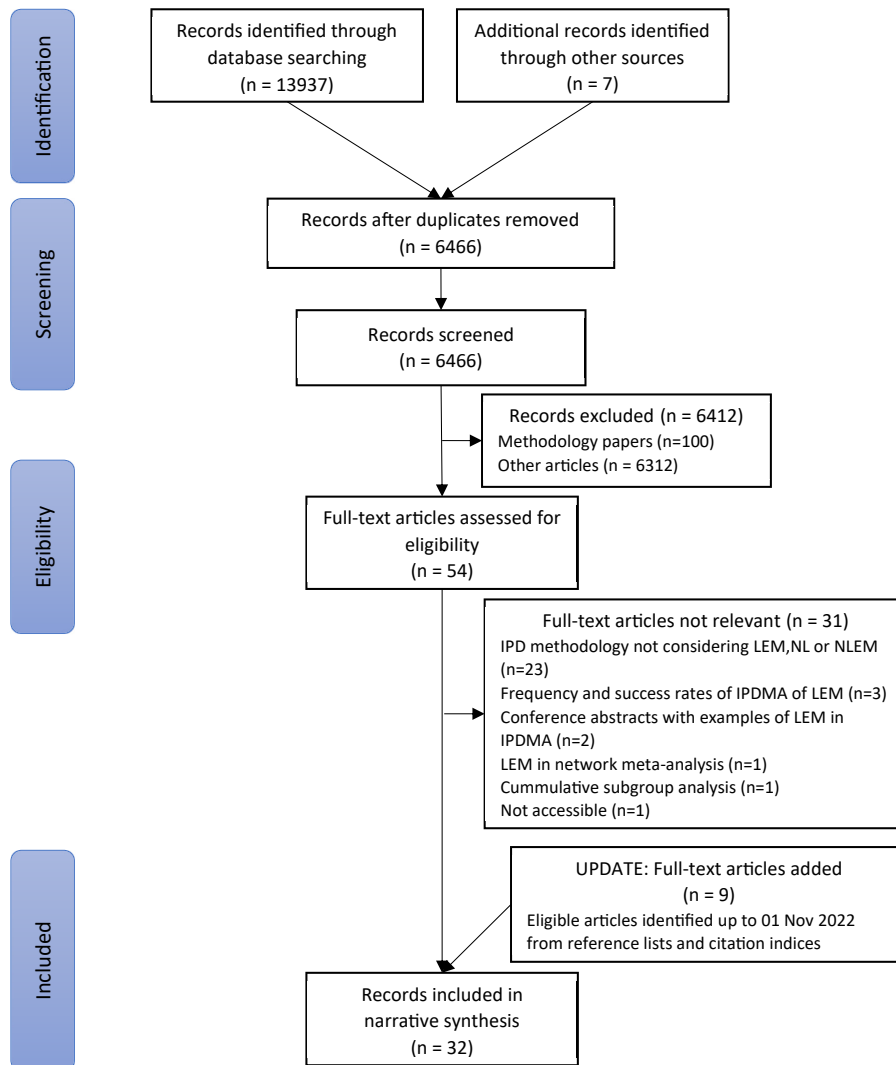 Identification
Records identified through
database searching
(n = 13937)
Additional records identified
through other sources
(n = 7)
Screening
Records after duplicates removed
(n = 6466)
Records screened
(n = 6466)
Records excluded (n = 6412)
Methodology papers (n=100)
Other articles (n = 6312)
Eligibility
Full-text articles assessed for
eligibility
(n = 54)
Full-text articles not relevant (n = 31)
IPD methodology not considering LEM,NL or NLEM
(n=23)
Frequency and success rates of IPDMA of LEM (n=3)
Conference abstracts with examples of LEM in
IPDMA (n=2)
LEM in network meta-analysis (n=1)
Cummulative subgroup analysis (n=1)
Not accessible (n=1)
Included
UPDATE: Full-text articles added
(n = 9)
Eligible articles identified up to 01 Nov 2022
from reference lists and citation indices
Records included in
narrative synthesis
(n = 32)